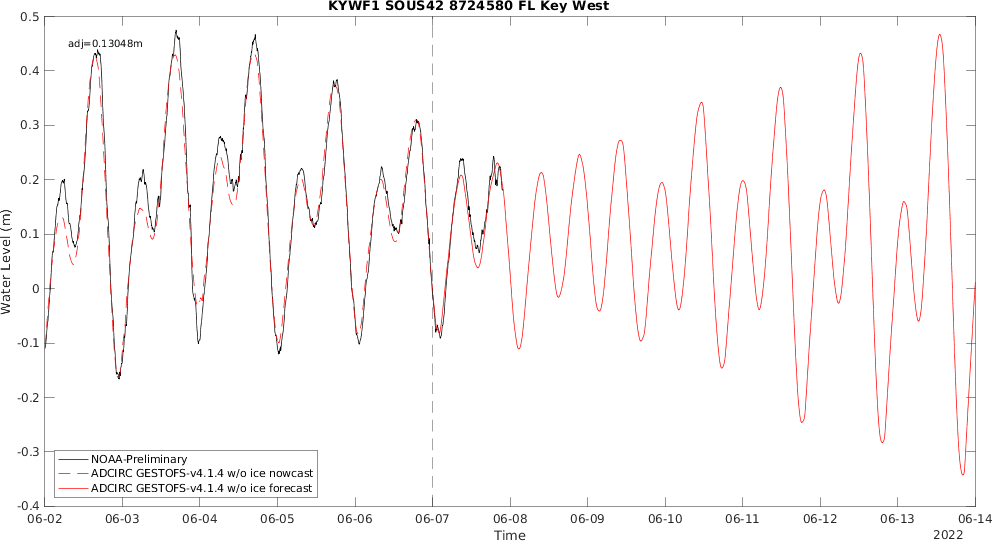 KYWF1 SOUS42 8724580 FL Key West
adj=0.13048m
Water Level (m)
0.5
0.4
0.3
0.2
0.1
0
-0.1
-0.2
-0.3
-0.4
NOAA-Preliminary
ADCIRC GESTOFS-v4.1.4 w/o ice nowcast
ADCIRC GESTOFS-v4.1.4 w/o ice forecast
06-02 06-03 06-04 06-05 06-06 06-07 06-08 06-09 06-10 06-11 06-12 06-13 06-14
Time
2022